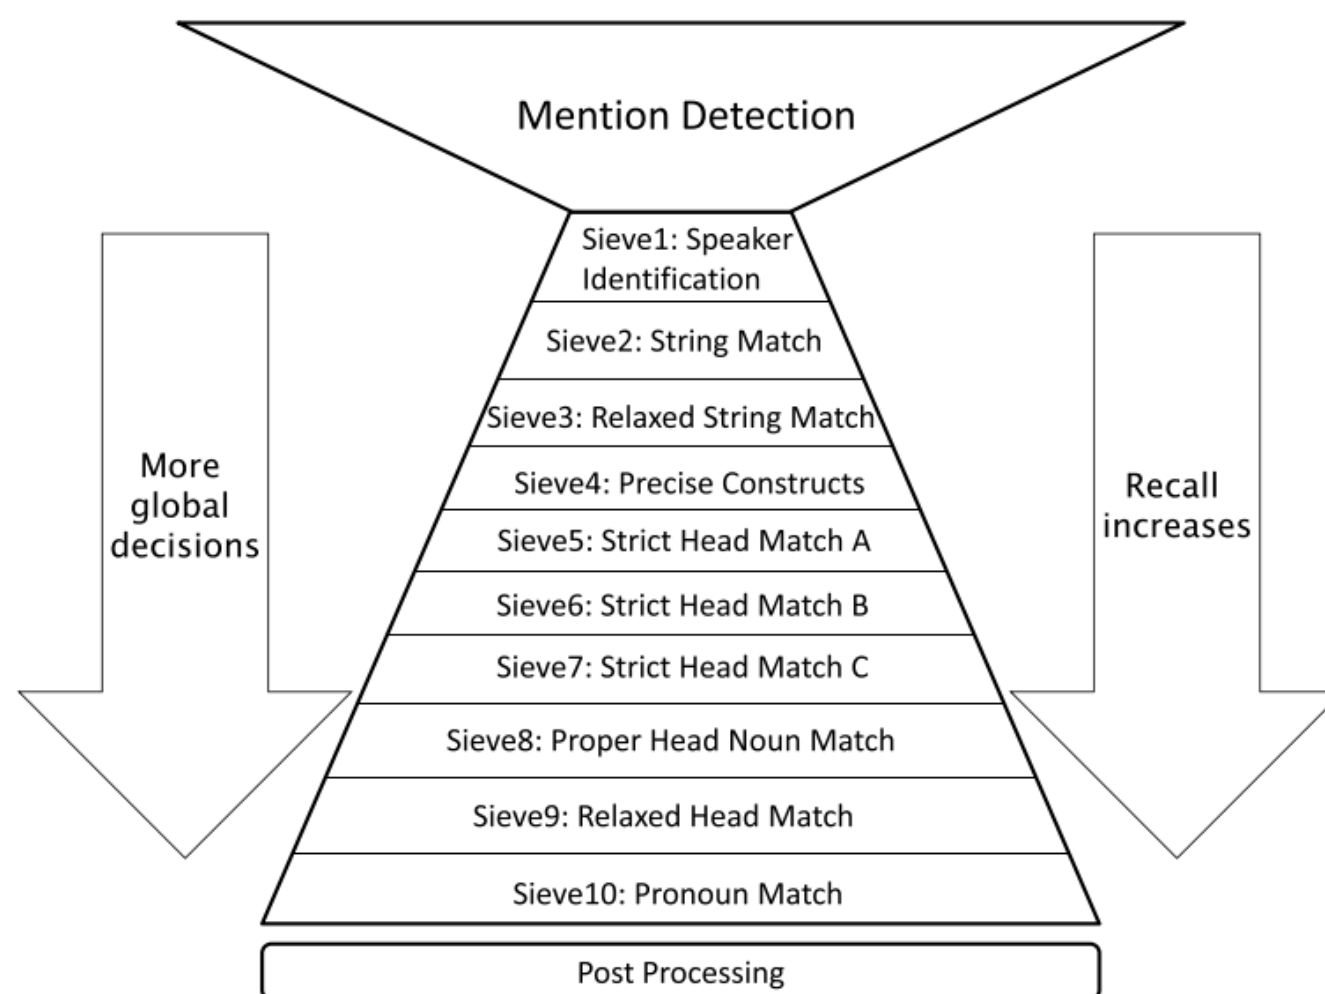 Mention Detection
Sieve1: Speaker
Identification
Sieve2: String Match
Sieve3: Relaxed String Match
Sieve4: Precise Constructs
Sieve5: Strict Head Match A
Sieve6: Strict Head Match B
Sieve7: Strict Head Match C
Sieve8: Proper Head Noun Match
Sieve9: Relaxed Head Match
Sieve10: Pronoun Match
Post Processing
More
global
decisions
Recall
increases